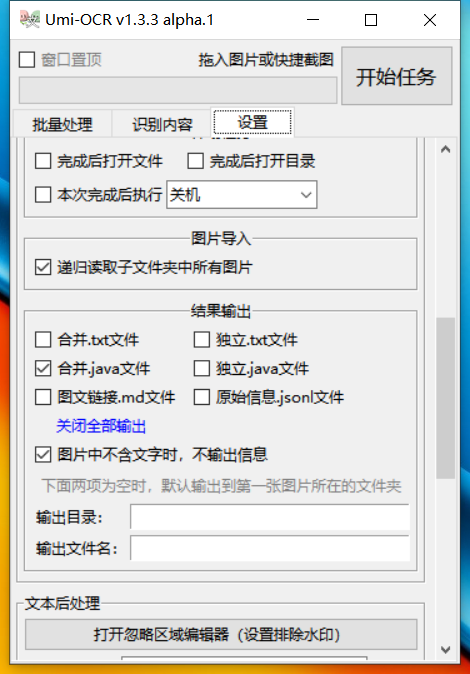 Umi-OCR v1.3.3 alpha.1
窗口置顶 拖入图片或快捷截图 开始任务
批量处理 识别内容 设置
完成后打开文件 完成后打开目录
本次完成后执行 关机
图片导入
递归读取子文件夹中所有图片
结果输出
合并.txt文件 独立.txt文件
合并.java文件 独立.java文件
图文链接.md文件 原始信息.jsonl文件
关闭全部输出
图片中不含文字时，不输出信息
下面两项为空时，默认输出到第一张图片所在的文件夹
输出目录：
输出文件名：
文本后处理
打开忽略区域编辑器（设置排除水印）